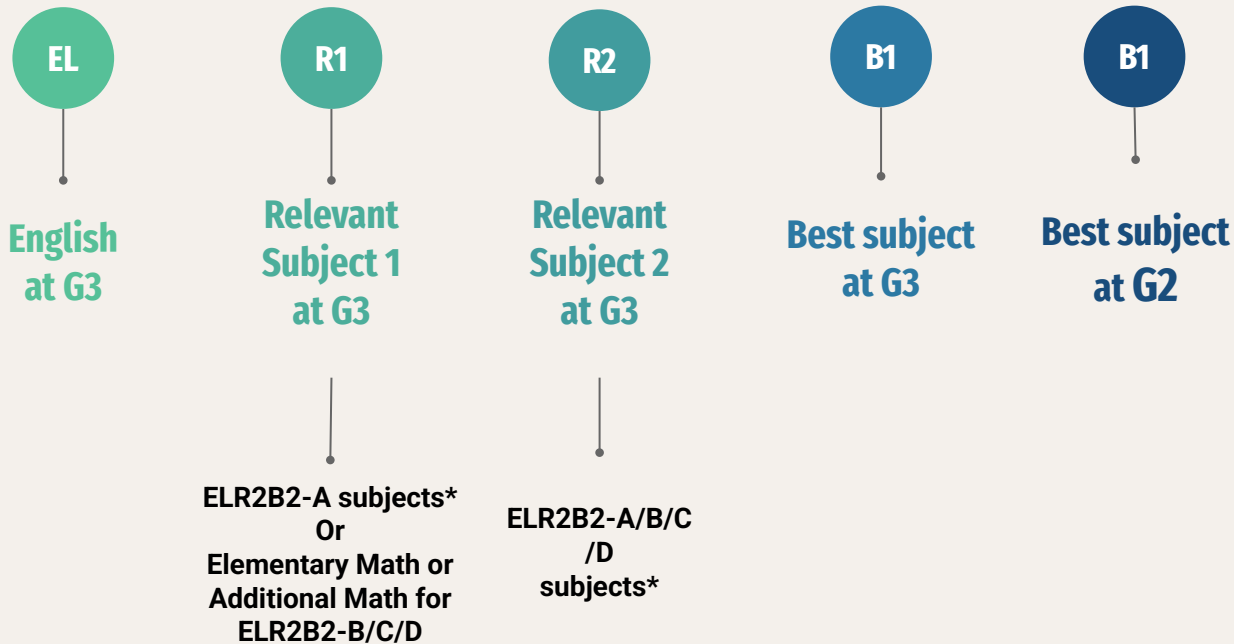 EL
English
at G3
R1
Relevant
Subject 1
at G3
ELR2B2-A subjects*
Or
Elementary Math or
Additional Math for
ELR2B2-B/C/D
R2
Relevant
Subject 2
at G3
ELR2B2-A/B/C
/D
subjects*
B1
Best subject
at G3
B1
Best subject
at G2